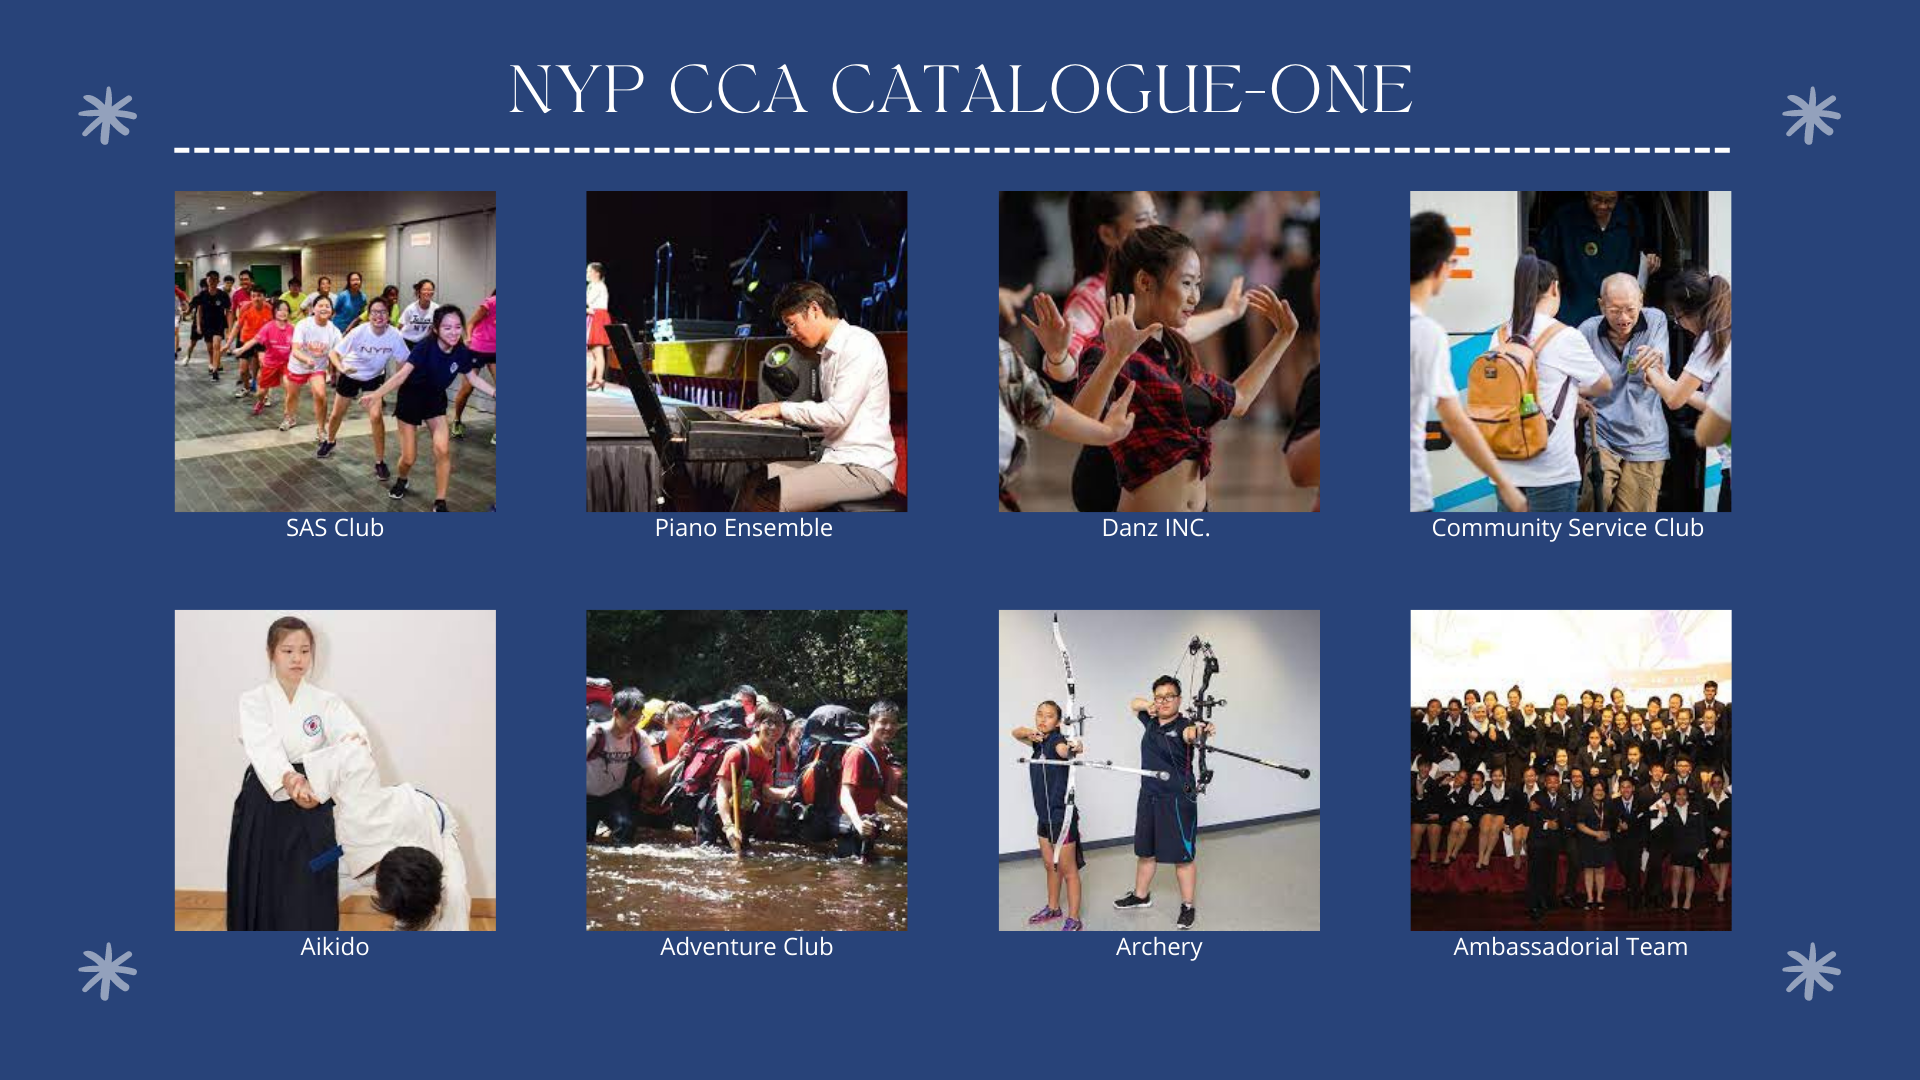 NYP CCA CATALOGUE-ONE
SAS Club
Piano Ensemble
Danz INC.
Community Service Club
Aikido
Adventure Club
Archery
Ambassadorial Team
NYP